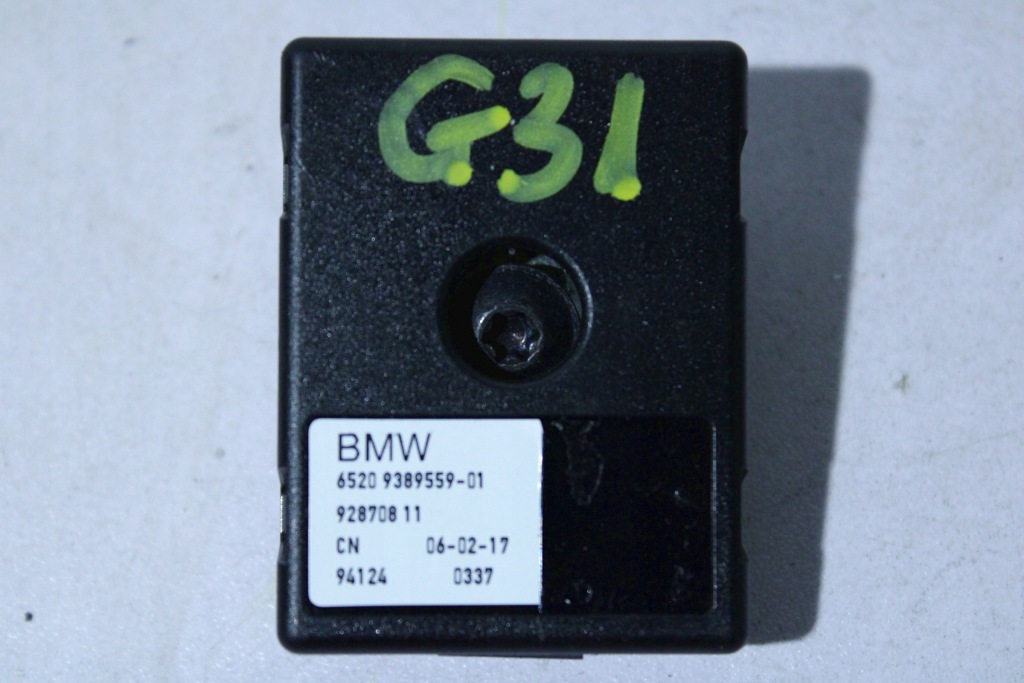 G31
BMW
6520 9389559-01
928708 11
CN 06-02-17
94124 0337